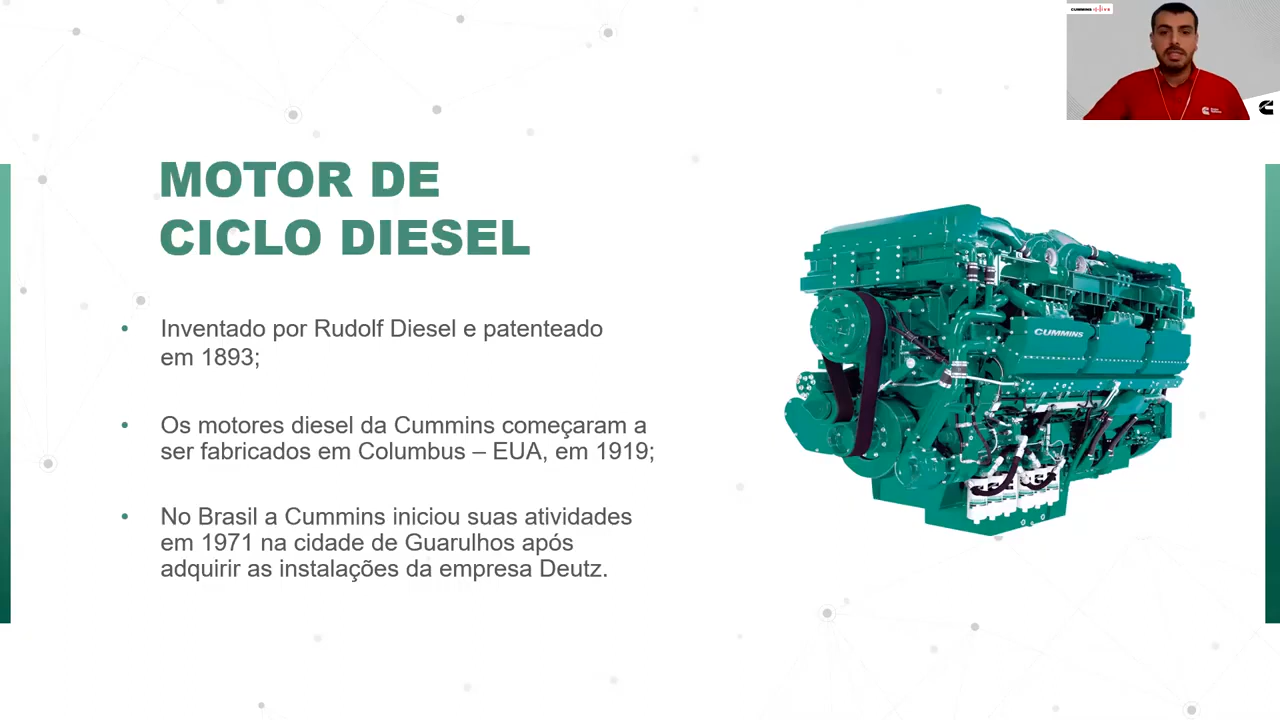 CUMMINS
MOTOR DE
CICLO DIESEL
Inventado por Rudolf Diesel e patenteado
em 1893;
Os motores diesel da Cummins começaram a
ser fabricados em Columbus – EUA, em 1919;
No Brasil a Cummins iniciou suas atividades
em 1971 na cidade de Guarulhos após
adquirir as instalações da empresa Deutz.
CUMMINS